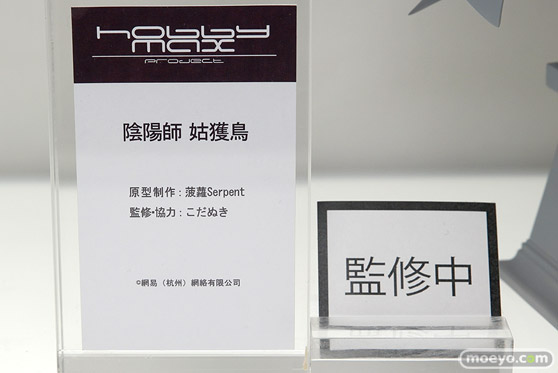 hobby
max
project
陰陽師 姑獲鳥
原型制作：菠蘿Serpent
監修・協力：こだぬき
©網易（杭州）網絡有限公司
監修中
moeyo.com